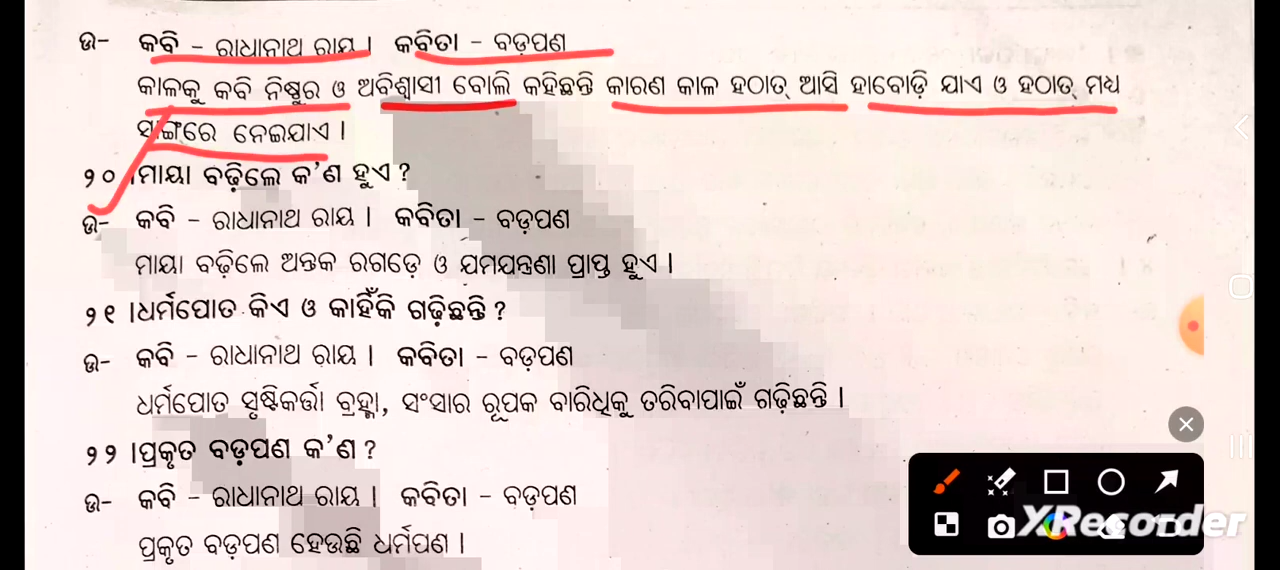 ଉ- କବି - ରାଧାନାଥ ରାୟ । କବିତା - ବଡ଼ପଣ
କାଳକୁ କବି ନିଷ୍ଠୁର ଓ ଅବିଶ୍ୱାସୀ ବୋଲି କହିଛନ୍ତି କାରଣ କାଳ ହଠାତ୍ ଆସି ହାବୋଡ଼ି ଯାଏ ଓ ହଠାତ୍ ମଧ୍ୟ
ସାଙ୍ଗରେ ନେଇଯାଏ ।
୨୦ । ମାୟା ବଢ଼ିଲେ କ'ଣ ହୁଏ ?
ଉ- କବି - ରାଧାନାଥ ରାୟ । କବିତା - ବଡ଼ପଣ
ମାୟା ବଢ଼ିଲେ ଅନ୍ତକ ରଗଡ଼େ ଓ ଯମଯନ୍ତ୍ରଣା ପ୍ରାପ୍ତ ହୁଏ ।
୨୧ । ଧର୍ମପୋତ କିଏ ଓ କାହିଁକି ଗଢ଼ିଛନ୍ତି ?
ଉ- କବି - ରାଧାନାଥ ରାୟ । କବିତା - ବଡ଼ପଣ
ଧର୍ମପୋତ ସୃଷ୍ଟିକର୍ତ୍ତା ବ୍ରହ୍ମା, ସଂସାର ରୂପକ ବାରିଧିକୁ ତରିବାପାଇଁ ଗଢ଼ିଛନ୍ତି ।
୨୨ । ପ୍ରକୃତ ବଡ଼ପଣ କ'ଣ ?
ଉ- କବି - ରାଧାନାଥ ରାୟ । କବିତା - ବଡ଼ପଣ
ପ୍ରକୃତ ବଡ଼ପଣ ହେଉଛି ଧର୍ମପଣ ।
XRecorder